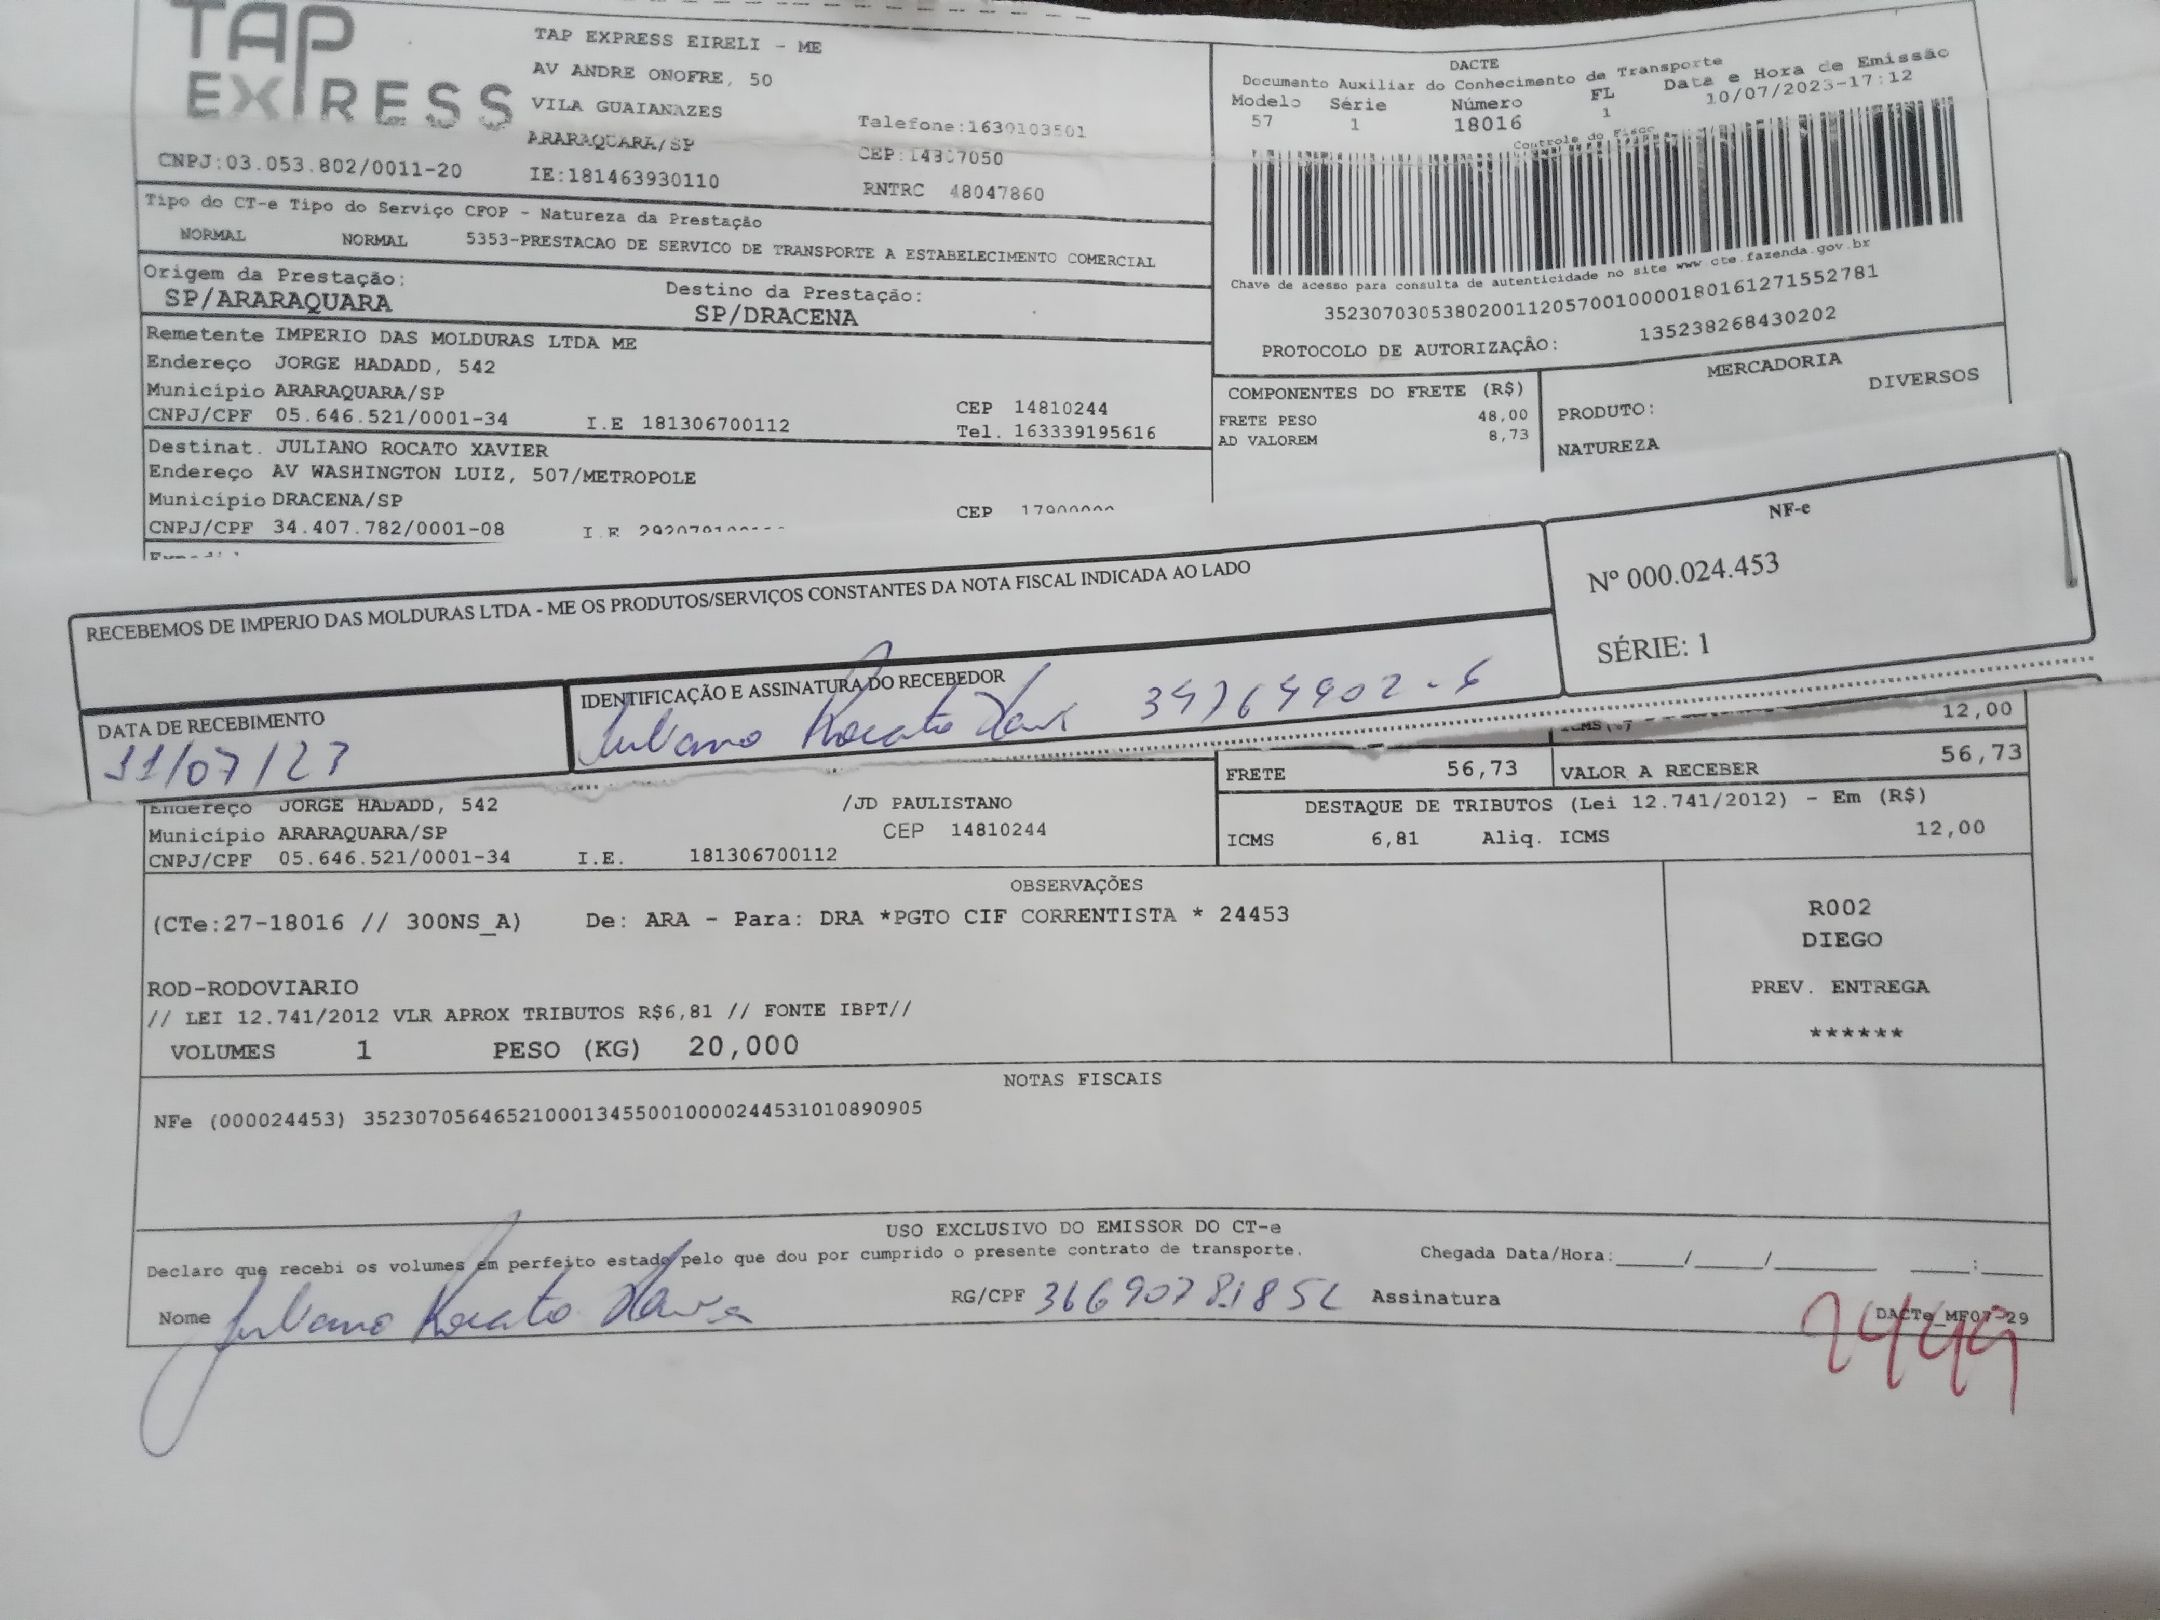 TAP EXPRESS
TAP EXPRESS EIRELI - ME
AV ANDRE ONOFRE, 50
VILA GUAIANAZES Telefone:1639103501
ARARAQUARA/SP
CNPJ:03.053.802/0011-20 IE:181463930110 RNTRC 48047860
DACTE
Documento Auxiliar do Conhecimento de Transporte
Modelo Série Número FL Data e Hora de Emissão
57 1 18016 1 10/07/2023-17:12
Controle do Fisco
Chave de acesso para consulta de autenticidade no site www cte.fazenda.gov.br
35230703053802001120570010000180161271552781
PROTOCOLO DE AUTORIZAÇÃO: 135238268430202
Tipo do CT-e Tipo do Serviço CFOP - Natureza da Prestação
NORMAL NORMAL 5353-PRESTACAO DE SERVICO DE TRANSPORTE A ESTABELECIMENTO COMERCIAL
Origem da Prestação: Destino da Prestação:
SP/ARARAQUARA SP/DRACENA
Remetente IMPERIO DAS MOLDURAS LTDA ME
Endereço JORGE HADADD, 542
Município ARARAQUARA/SP CEP 14810244
CNPJ/CPF 05.646.521/0001-34 I.E 181306700112 Tel. 163339195616
Destinat. JULIANO ROCATO XAVIER
Endereço AV WASHINGTON LUIZ, 507/METROPOLE
Município DRACENA/SP CEP
CNPJ/CPF 34.407.782/0001-08 I.E
COMPONENTES DO FRETE (R$)
FRETE PESO 48,00
AD VALOREM 8,73
MERCADORIA
PRODUTO: DIVERSOS
NATUREZA
RECEBEMOS DE IMPERIO DAS MOLDURAS LTDA - ME OS PRODUTOS/SERVIÇOS CONSTANTES DA NOTA FISCAL INDICADA AO LADO
NF-e
Nº 000.024.453
SÉRIE: 1
DATA DE RECEBIMENTO
11/07/23
IDENTIFICAÇÃO E ASSINATURA DO RECEBEDOR
Juliano Rocato
12,00
FRETE 56,73 VALOR A RECEBER 56,73
Endereço JORGE HADADD, 542 /JD PAULISTANO
Município ARARAQUARA/SP CEP 14810244
CNPJ/CPF 05.646.521/0001-34 I.E. 181306700112
DESTAQUE DE TRIBUTOS (Lei 12.741/2012) - Em (R$)
ICMS 6,81 Aliq. ICMS 12,00
OBSERVAÇÕES
(CTe:27-18016 // 300NS_A) De: ARA - Para: DRA *PGTO CIF CORRENTISTA * 24453
ROD-RODOVIARIO
// LEI 12.741/2012 VLR APROX TRIBUTOS R$6,81 // FONTE IBPT//
VOLUMES 1 PESO (KG) 20,000
R002
DIEGO
PREV. ENTREGA
******
NOTAS FISCAIS
NFe (000024453) 35230705646521000134550010000244531010890905
USO EXCLUSIVO DO EMISSOR DO CT-e
Declaro que recebi os volumes em perfeito estado pelo que dou por cumprido o presente contrato de transporte. Chegada Data/Hora:____/____/______ ____:____
Nome Juliano Rocato Xavier RG/CPF Assinatura
DACTe_MF07-29